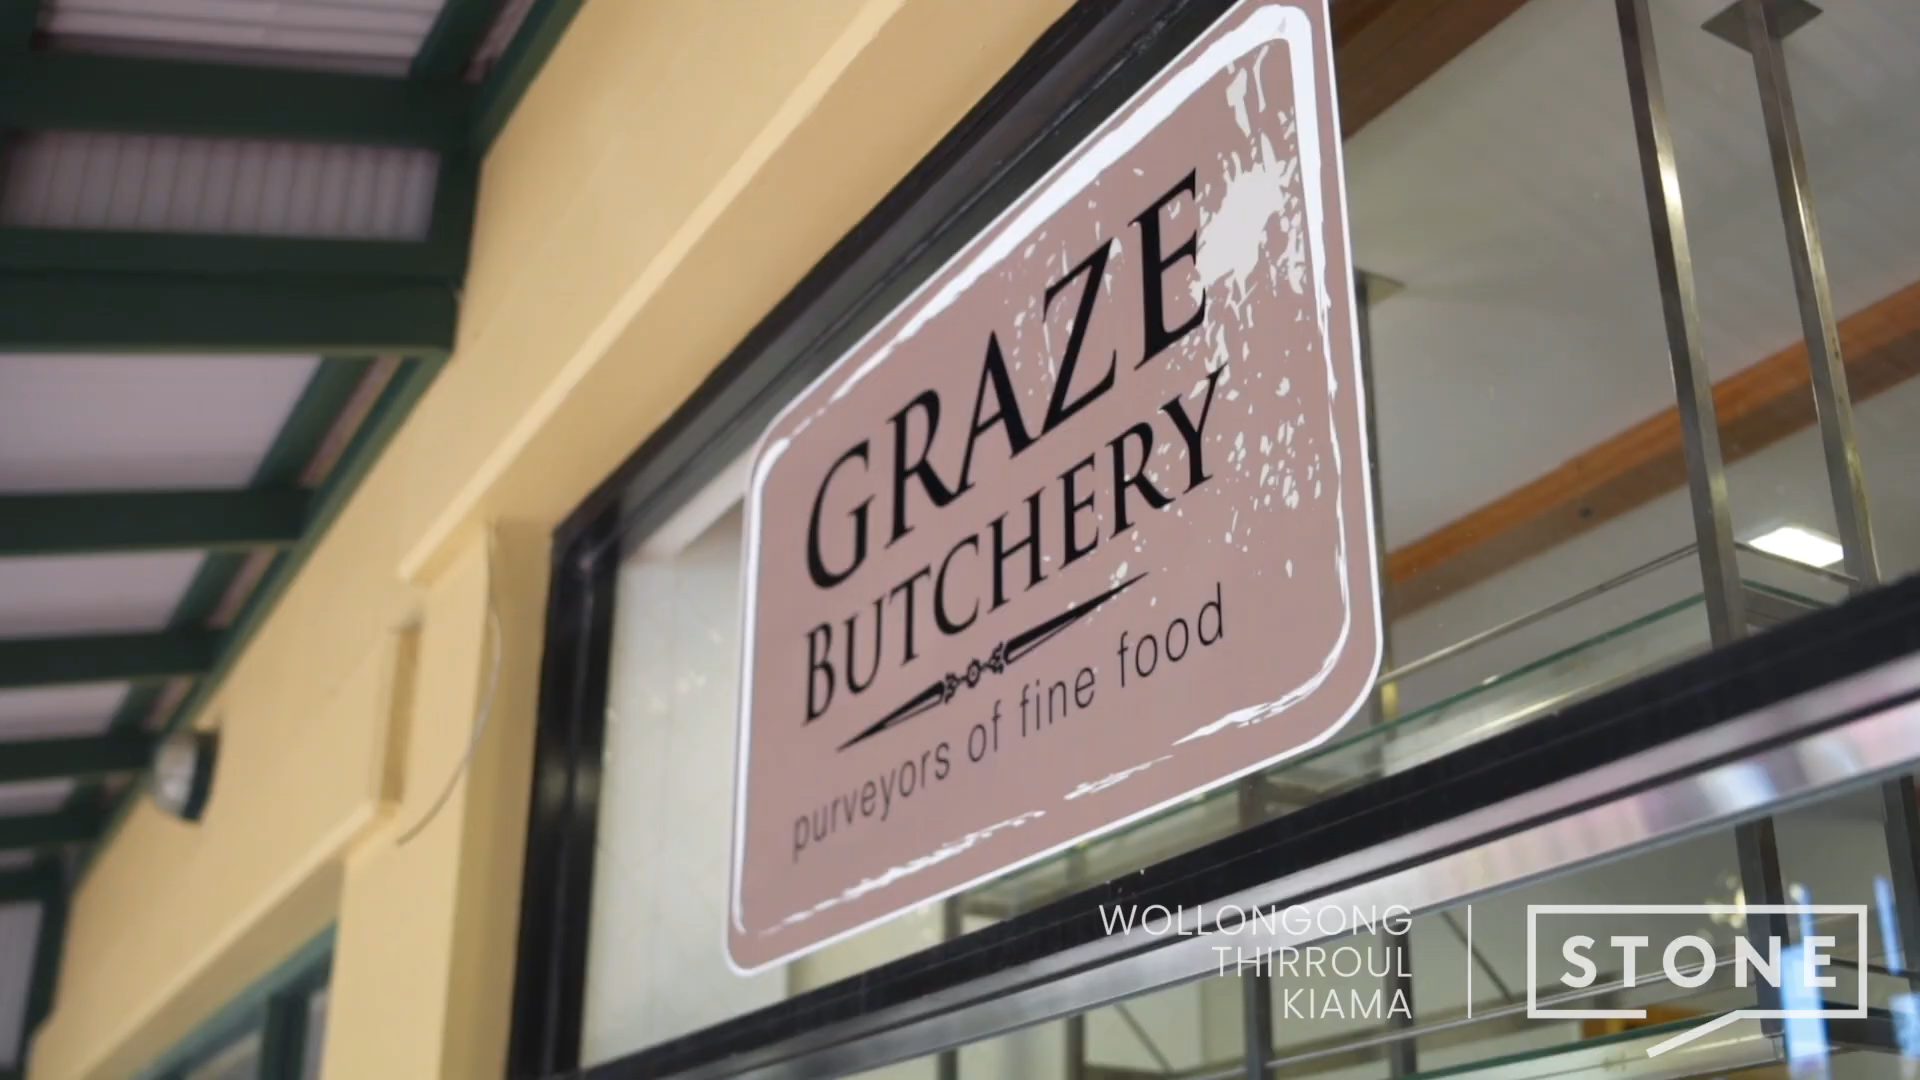 GRAZE
BUTCHERY
purveyors of fine food
WOLLONGONG
THIRROUL
KIAMA
STONE